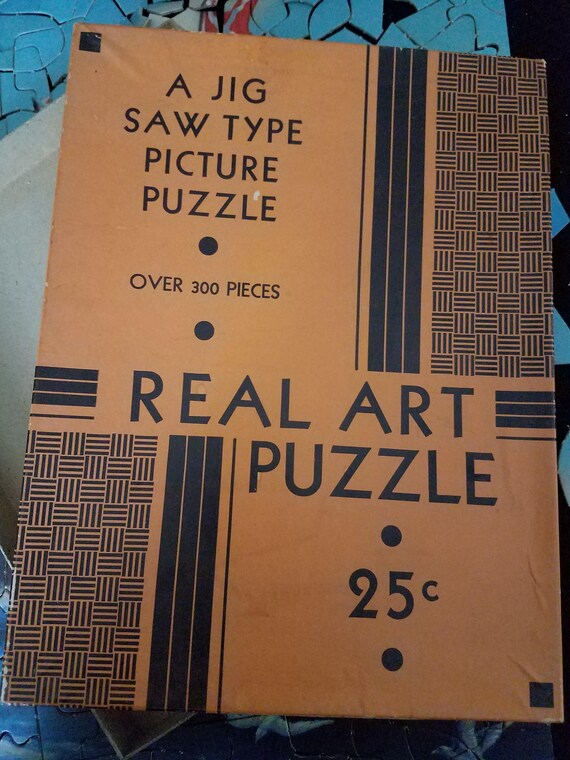 A JIG
SAW TYPE
PICTURE
PUZZLE
OVER 300 PIECES
REAL ART
PUZZLE
25c